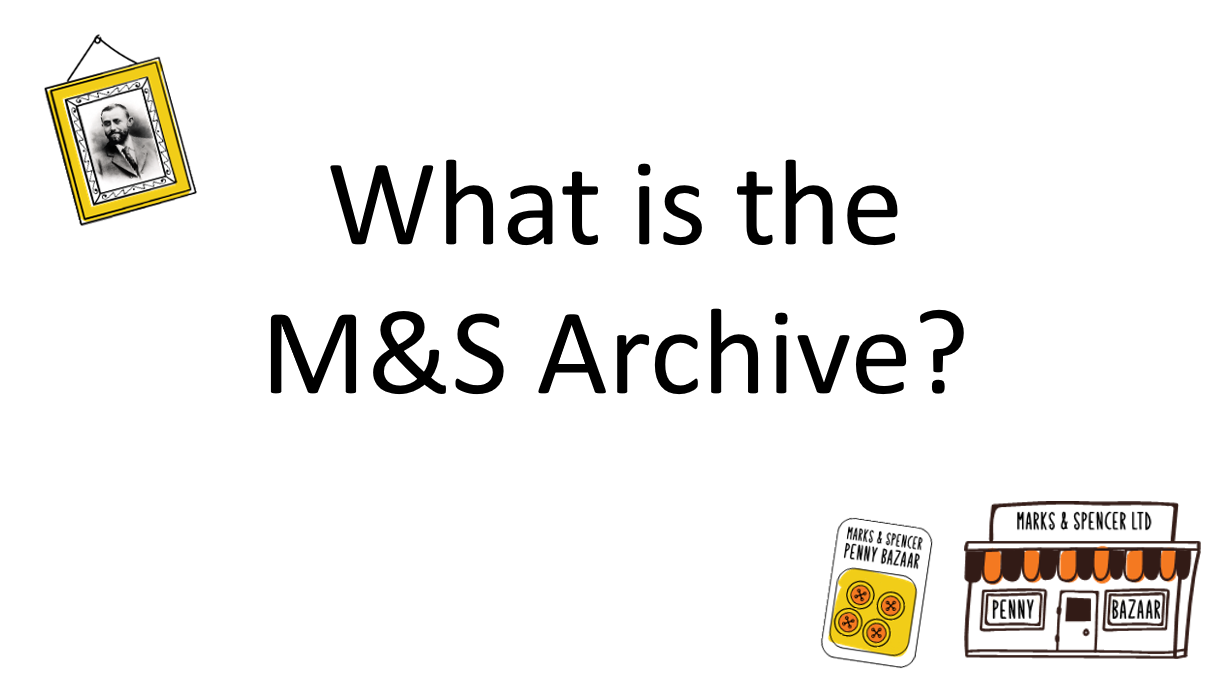 What is the
M&S Archive?
MARKS & SPENCER
PENNY BAZAAR
MARKS & SPENCER LTD
PENNY
BAZAAR